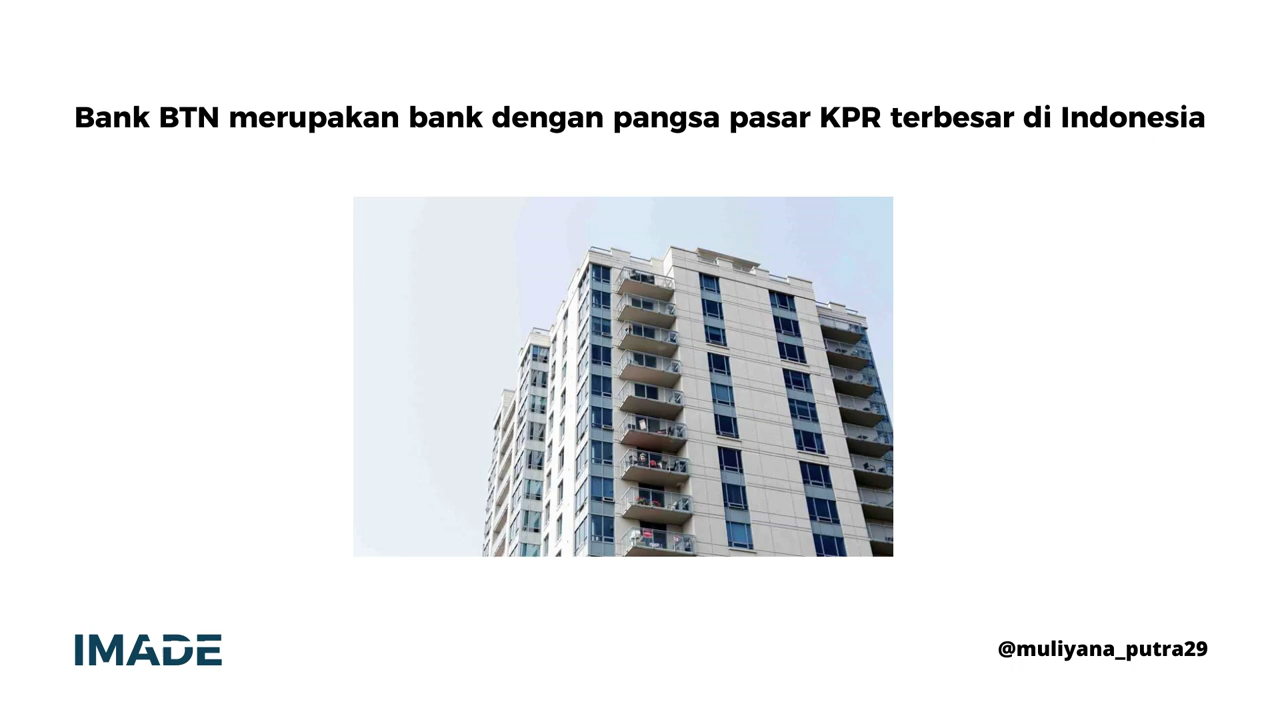 Bank BTN merupakan bank dengan pangsa pasar KPR terbesar di Indonesia
IMADE
@muliyana_putra29